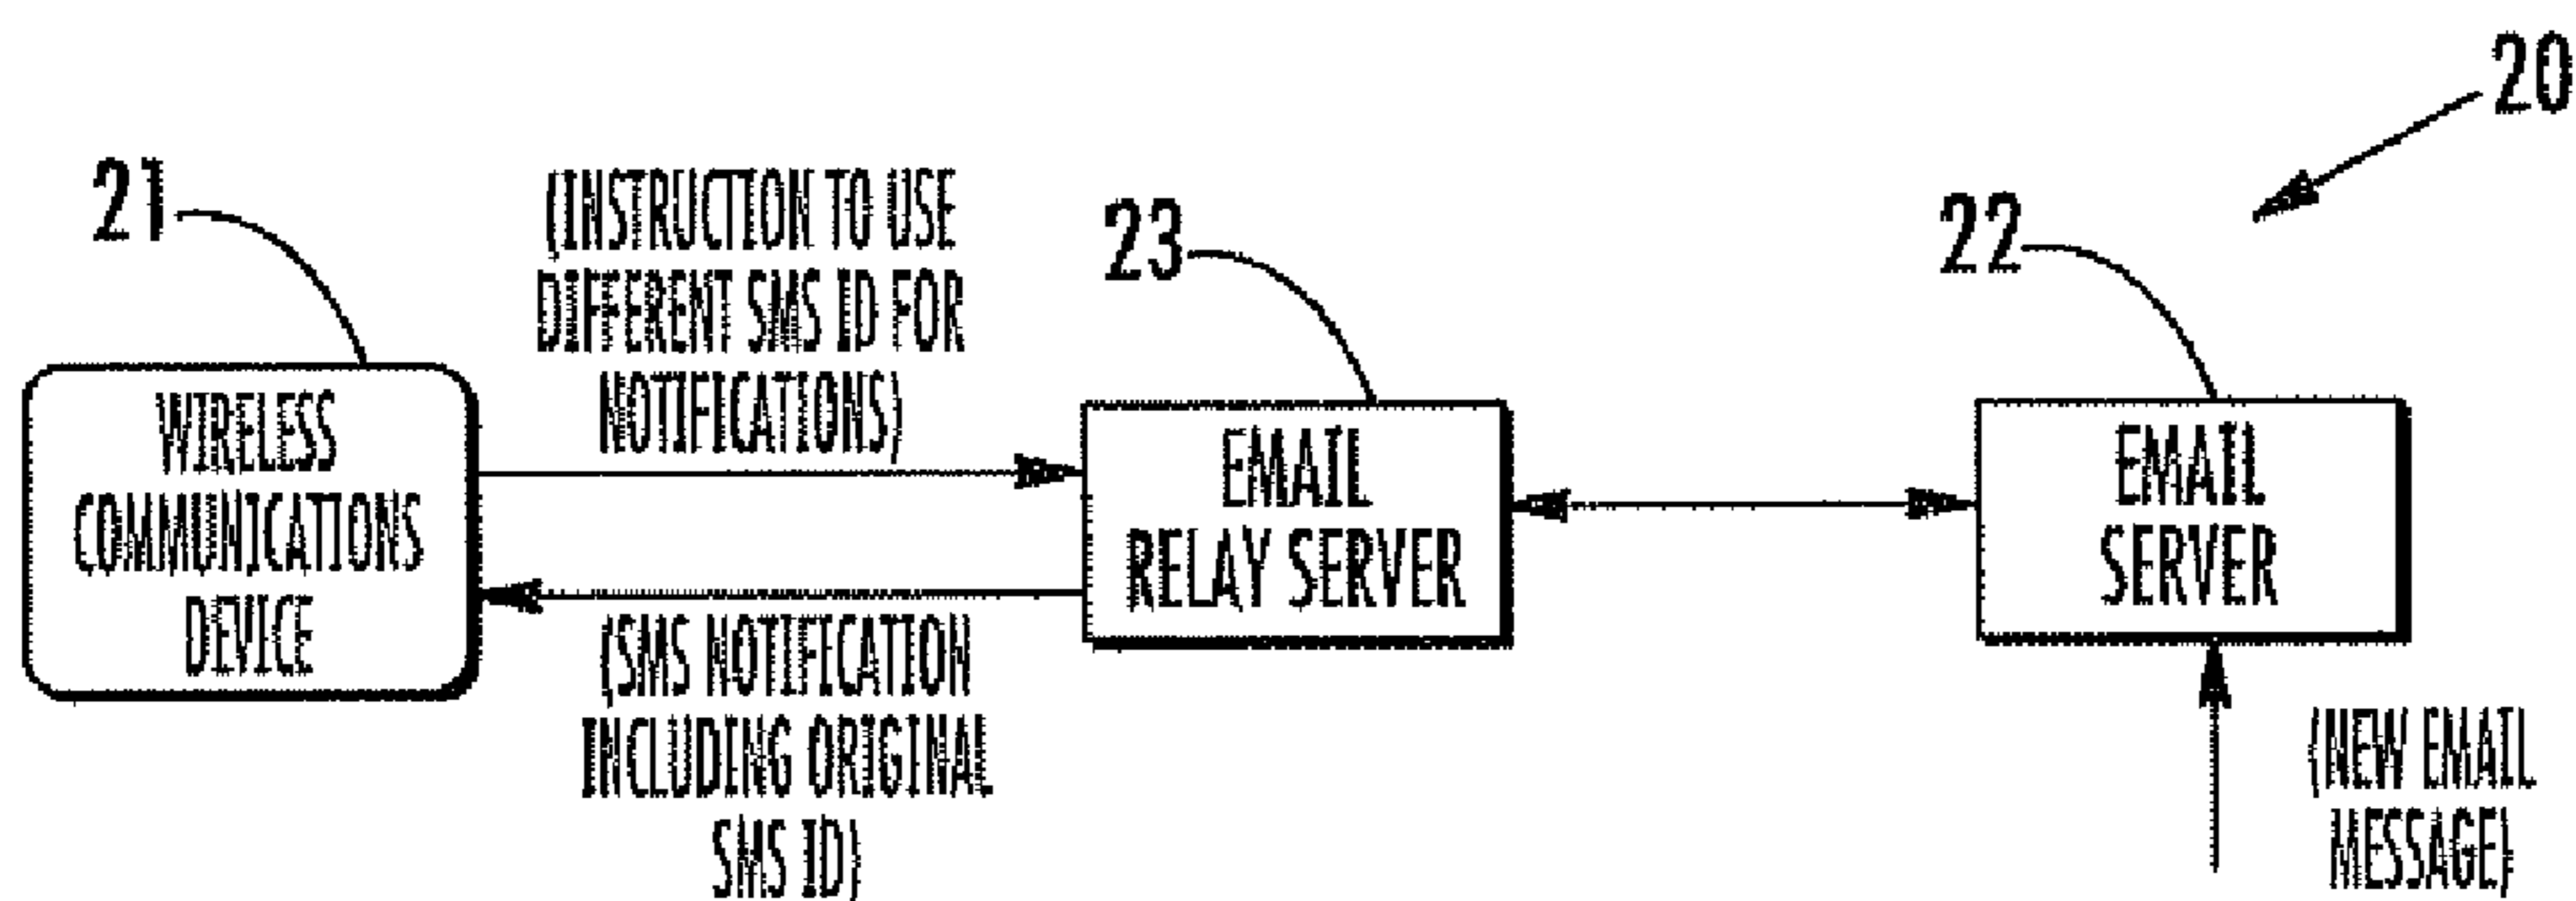 20
21
(INSTRUCTION TO USE
DIFFERENT SMS ID FOR
NOTIFICATIONS)
23
22
WIRELESS
COMMUNICATIONS
DEVICE
EMAIL
RELAY SERVER
EMAIL
SERVER
(SMS NOTIFICATION
INCLUDING ORIGINAL
SMS ID)
(NEW EMAIL
MESSAGE)